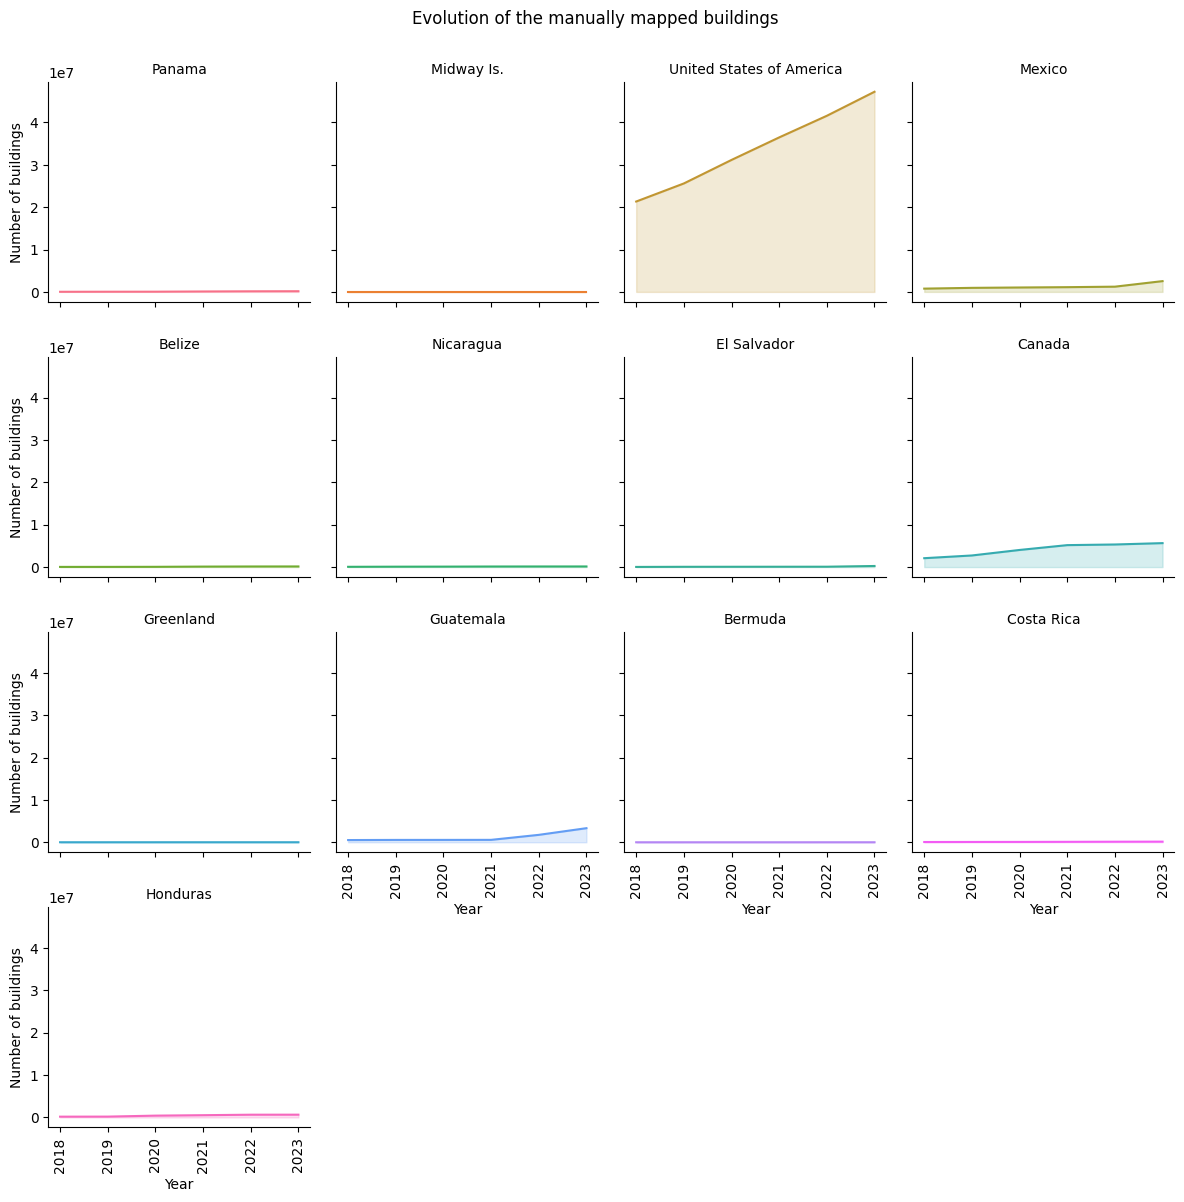 Evolution of the manually mapped buildings
1e7
Panama
Midway Is.
United States of America
Mexico
Number of buildings
4
3
2
1
0
1e7
Belize
Nicaragua
El Salvador
Canada
Number of buildings
4
3
2
1
0
1e7
Greenland
Guatemala
Bermuda
Costa Rica
Number of buildings
4
3
2
1
0
2018 2019 2020 2021 2022 2023
Year
2018 2019 2020 2021 2022 2023
Year
2018 2019 2020 2021 2022 2023
Year
1e7
Honduras
Number of buildings
4
3
2
1
0
2018 2019 2020 2021 2022 2023
Year